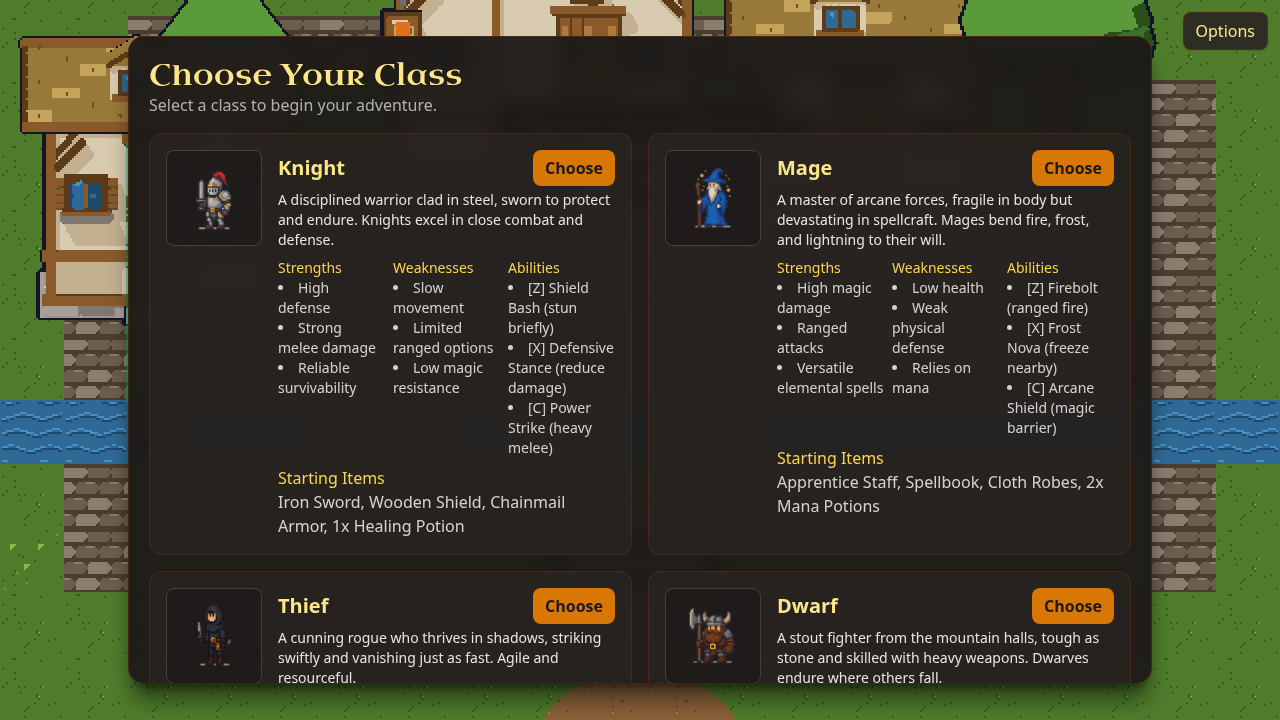 Options
Choose Your Class
Select a class to begin your adventure.
Knight
Choose
A disciplined warrior clad in steel, sworn to protect
and endure. Knights excel in close combat and
defense.
Strengths
• High
defense
• Strong
melee damage
• Reliable
survivability
Weaknesses
• Slow
movement
• Limited
ranged options
• Low magic
resistance
Abilities
• [Z] Shield
Bash (stun
briefly)
• [X] Defensive
Stance (reduce
damage)
• [C] Power
Strike (heavy
melee)
Starting Items
Iron Sword, Wooden Shield, Chainmail
Armor, 1x Healing Potion
Mage
Choose
A master of arcane forces, fragile in body but
devastating in spellcraft. Mages bend fire, frost,
and lightning to their will.
Strengths
• High magic
damage
• Ranged
attacks
• Versatile
elemental spells
Weaknesses
• Low health
• Weak
physical
defense
• Relies on
mana
Abilities
• [Z] Firebolt
(ranged fire)
• [X] Frost
Nova (freeze
nearby)
• [C] Arcane
Shield (magic
barrier)
Starting Items
Apprentice Staff, Spellbook, Cloth Robes, 2x
Mana Potions
Thief
Choose
A cunning rogue who thrives in shadows, striking
swiftly and vanishing just as fast. Agile and
resourceful.
Dwarf
Choose
A stout fighter from the mountain halls, tough as
stone and skilled with heavy weapons. Dwarves
endure where others fall.